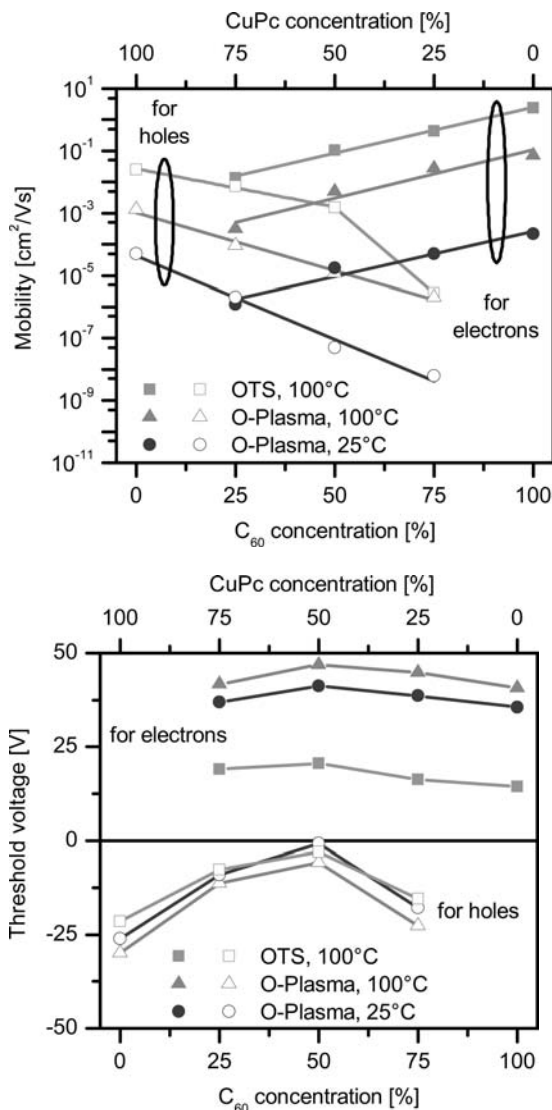 CuPc concentration [%]
100 75 50 25 0
10¹
10⁻¹
10⁻³
10⁻⁵
10⁻⁷
10⁻⁹
10⁻¹¹
Mobility [cm²/Vs]
for
holes
for
electrons
OTS, 100°C
O-Plasma, 100°C
O-Plasma, 25°C
0 25 50 75 100
C₆₀ concentration [%]
CuPc concentration [%]
100 75 50 25 0
50
25
0
-25
-50
Threshold voltage [V]
for electrons
for holes
OTS, 100°C
O-Plasma, 100°C
O-Plasma, 25°C
0 25 50 75 100
C₆₀ concentration [%]